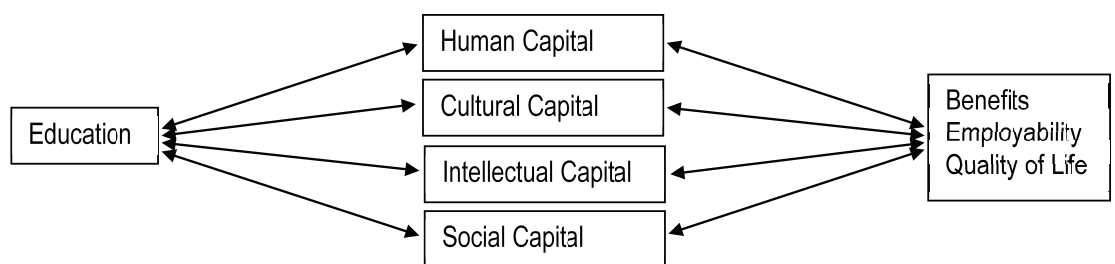 Education
Human Capital
Cultural Capital
Intellectual Capital
Social Capital
Benefits
Employability
Quality of Life